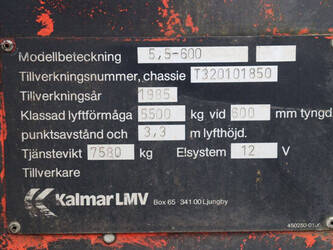 Modellbeteckning 5,5-600
Tillverkningsnummer, chassie T320101850
Tillverkningsår 1985
Klassad lyftförmåga 5500 kg vid 600 mm tyngd
punktsavstånd och 3,3 m lyfthöjd.
Tjänstevikt 7580 kg Elsystem 12 V
Tillverkare
Kalmar LMV Box 65 341 00 Ljungby